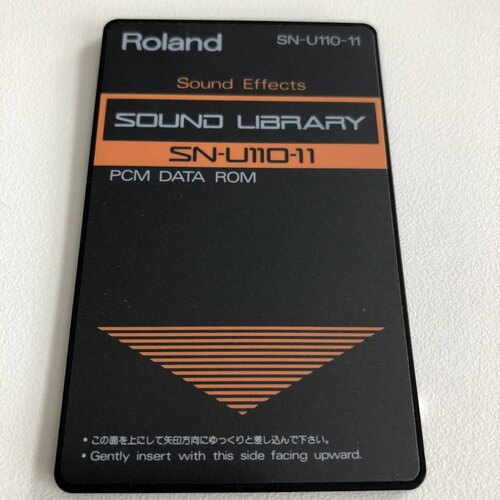 Roland SN-U110-11
Sound Effects
SOUND LIBRARY
SN-U110-11
PCM DATA ROM
• この面を上にして矢印方向にゆっくりと差し込んで下さい。
• Gently insert with this side facing upward.